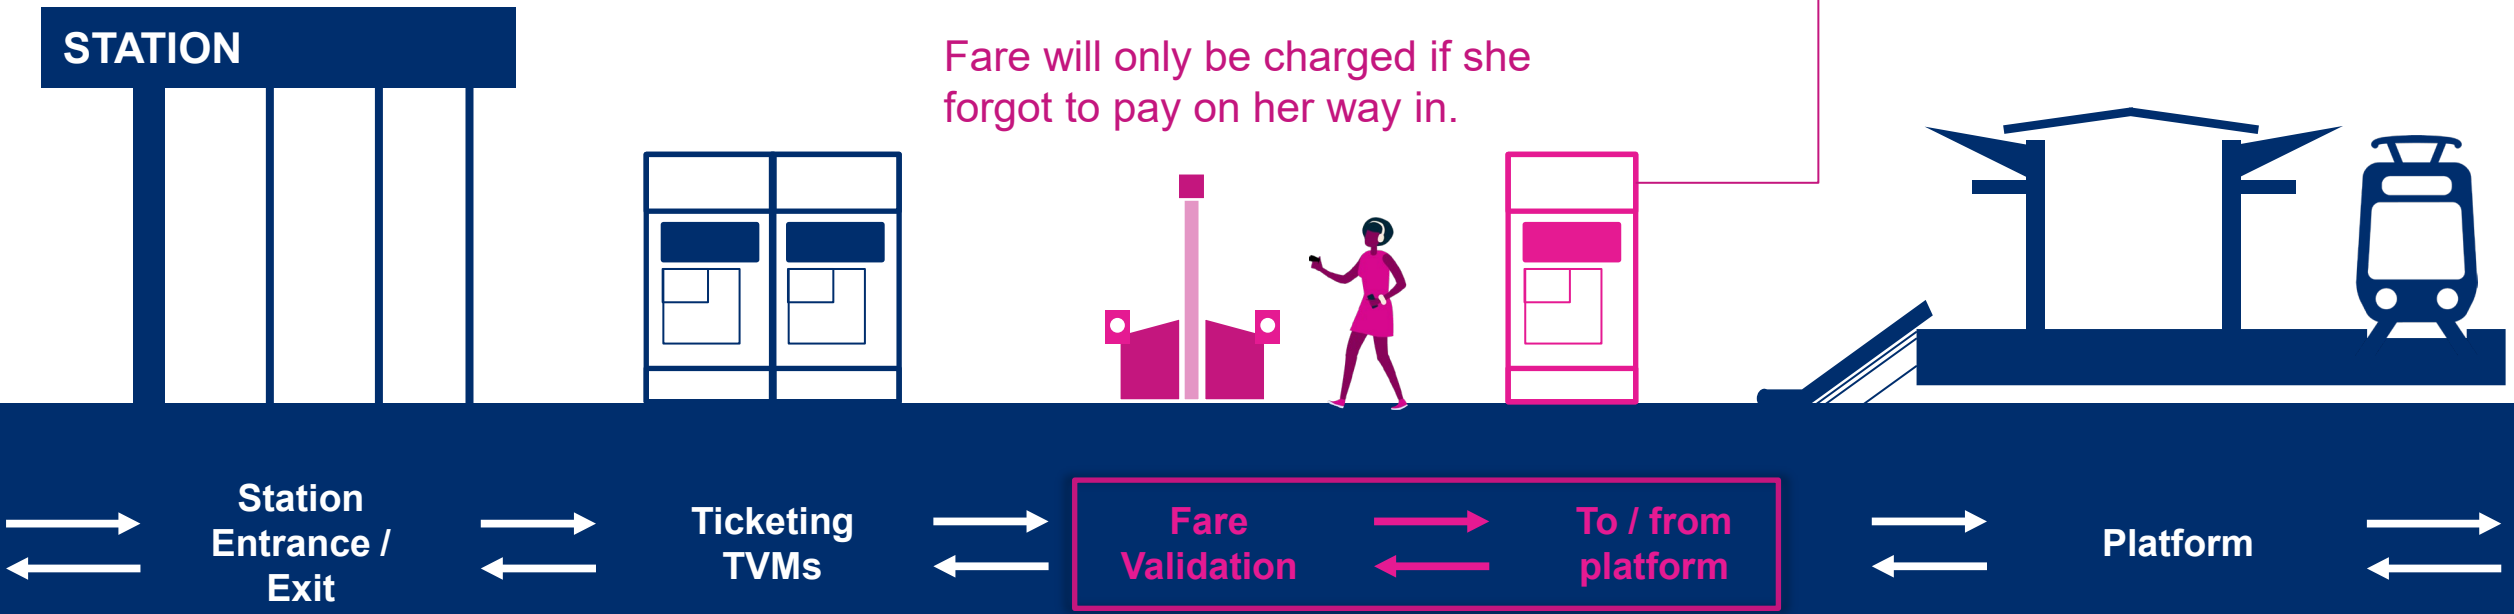 STATION
Fare will only be charged if she
forgot to pay on her way in.
Station
Entrance /
Exit
Ticketing
TVMs
Fare
Validation
To / from
platform
Platform